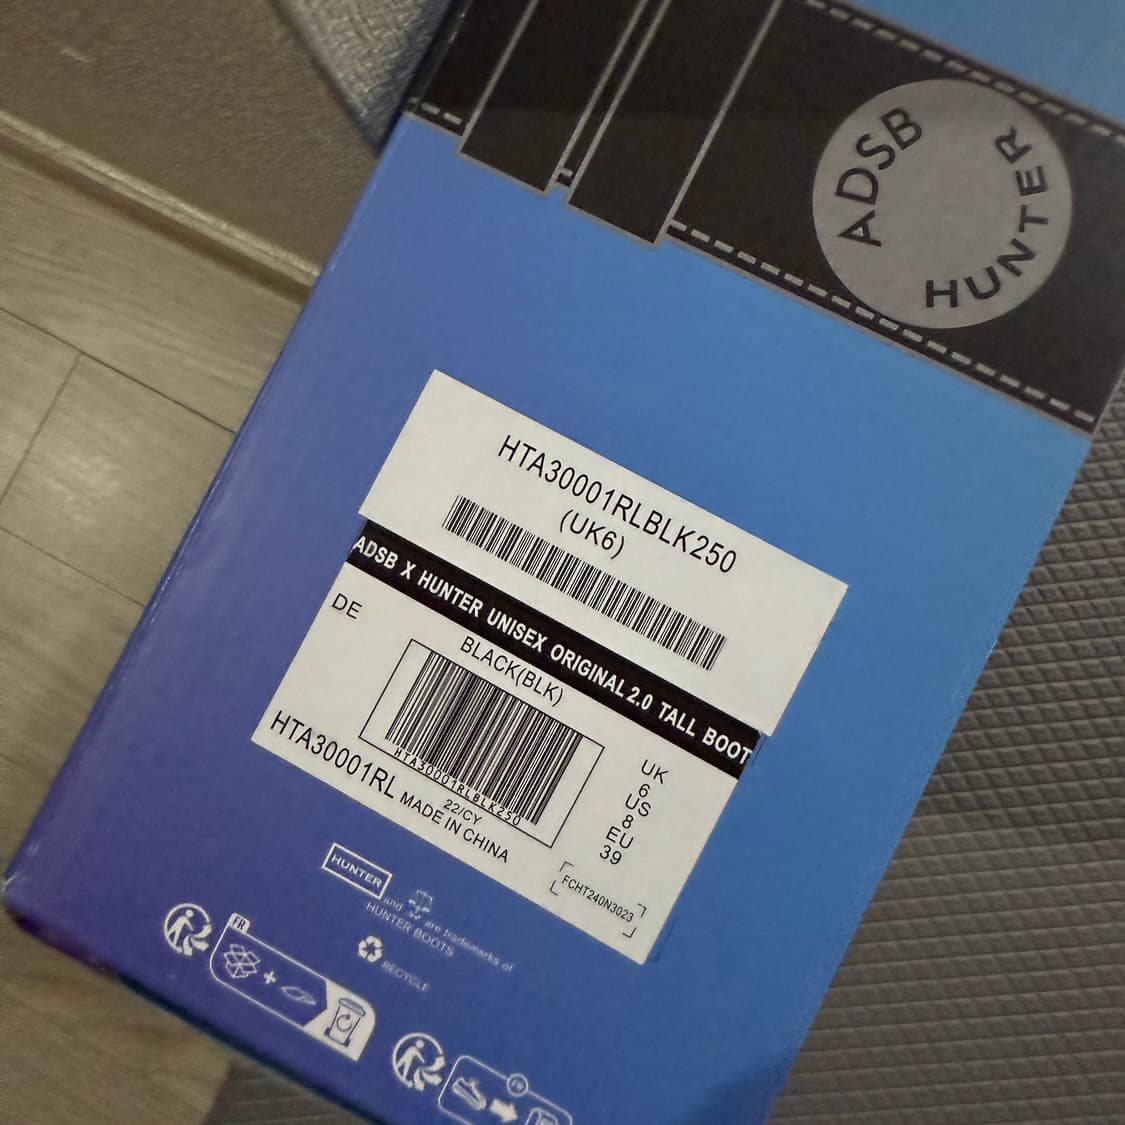 ADSB
HUNTER
HTA30001RLBLK250
(UK6)
ADSB X HUNTER UNISEX ORIGINAL 2.0 TALL BOOT
DE
BLACK(BLK)
HTA30001RLBLK250
22/CY
HTA30001RL MADE IN CHINA
UK
6
US
8
EU
39
FCHT240N3023
HUNTER and are trademarks of
HUNTER BOOTS
RECYCLE
FR
FR